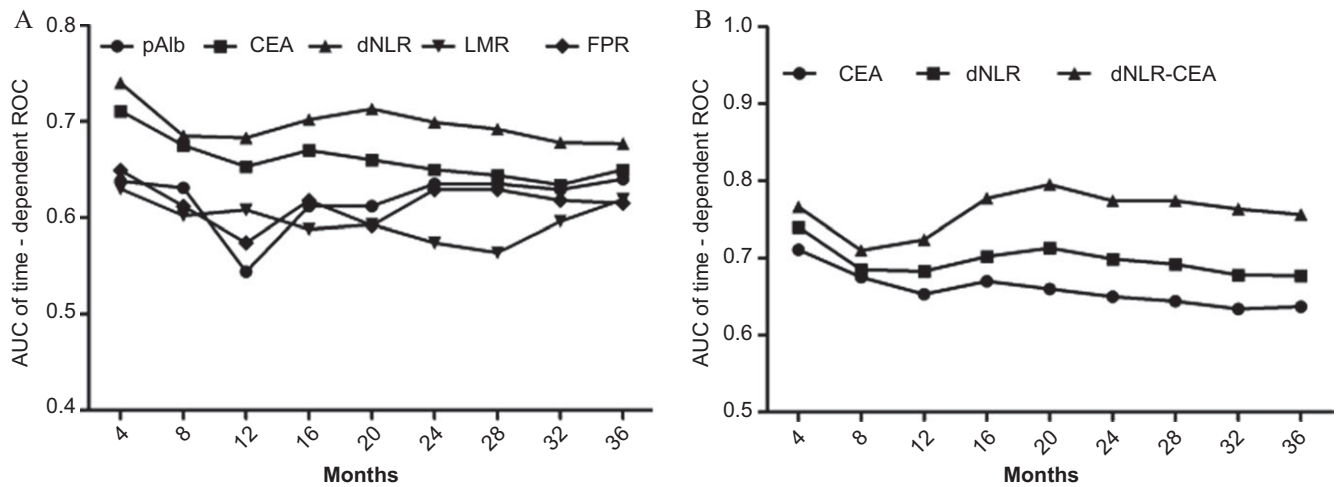 A
0.8
pAlb CEA dNLR LMR FPR
0.7
0.6
0.5
0.4
AUC of time - dependent ROC
4 8 12 16 20 24 28 32 36
Months
B
1.0
CEA dNLR dNLR-CEA
0.9
0.8
0.7
0.6
0.5
AUC of time - dependent ROC
4 8 12 16 20 24 28 32 36
Months